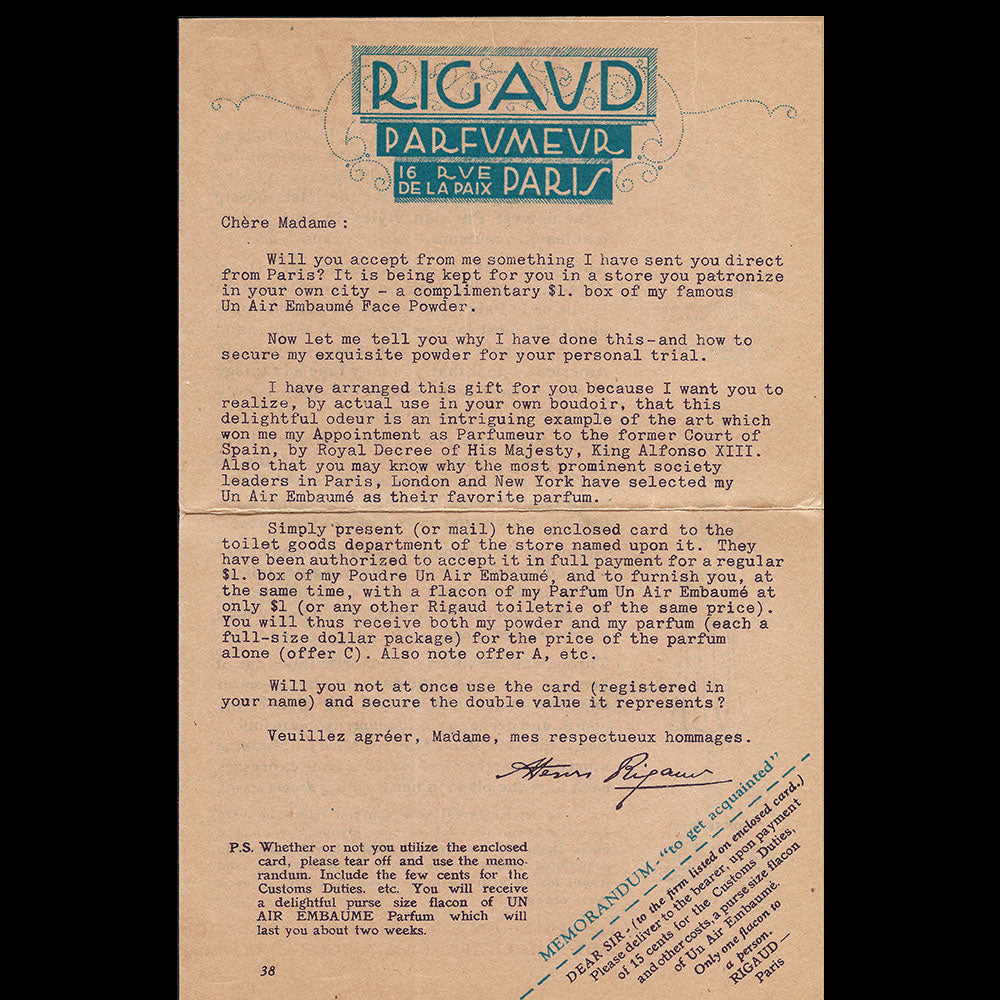 RIGAUD
PARFVMEVR
16 RVE
DE LA PAIX PARIS
Chère Madame :
Will you accept from me something I have sent you direct
from Paris? It is being kept for you in a store you patronize
in your own city - a complimentary $1. box of my famous
Un Air Embaumé Face Powder.
Now let me tell you why I have done this-and how to
secure my exquisite powder for your personal trial.
I have arranged this gift for you because I want you to
realize, by actual use in your own boudoir, that this
delightful odeur is an intriguing example of the art which
won me my Appointment as Parfumeur to the former Court of
Spain, by Royal Decree of His Majesty, King Alfonso XIII.
Also that you may know why the most prominent society
leaders in Paris, London and New York have selected my
Un Air Embaumé as their favorite parfum.
Simply present (or mail) the enclosed card to the
toilet goods department of the store named upon it. They
have been authorized to accept it in full payment for a regular
$1. box of my Poudre Un Air Embaumé, and to furnish you, at
the same time, with a flacon of my Parfum Un Air Embaumé at
only $1 (or any other Rigaud toiletrie of the same price).
You will thus receive both my powder and my parfum (each a
full-size dollar package) for the price of the parfum
alone (offer C). Also note offer A, etc.
Will you not at once use the card (registered in
your name) and secure the double value it represents?
Veuillez agréer, Madame, mes respectueux hommages.
Henri Rigaud
P.S. Whether or not you utilize the enclosed
card, please tear off and use the memo-
randum. Include the few cents for the
Customs Duties, etc. You will receive
a delightful purse size flacon of UN
AIR EMBAUME Parfum which will
last you about two weeks.
38
MEMORANDUM-"to get acquainted"
DEAR SIR- (to the firm listed on enclosed card.)
Please deliver to the bearer, upon payment
of 15 cents for the Customs Duties,
and other costs, a purse size flacon
of Un Air Embaumé.
Only one flacon to
a person.
RIGAUD—
Paris